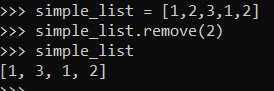 >>> simple_list = [1,2,3,1,2]
>>> simple_list.remove(2)
>>> simple_list
[1, 3, 1, 2]
>>>